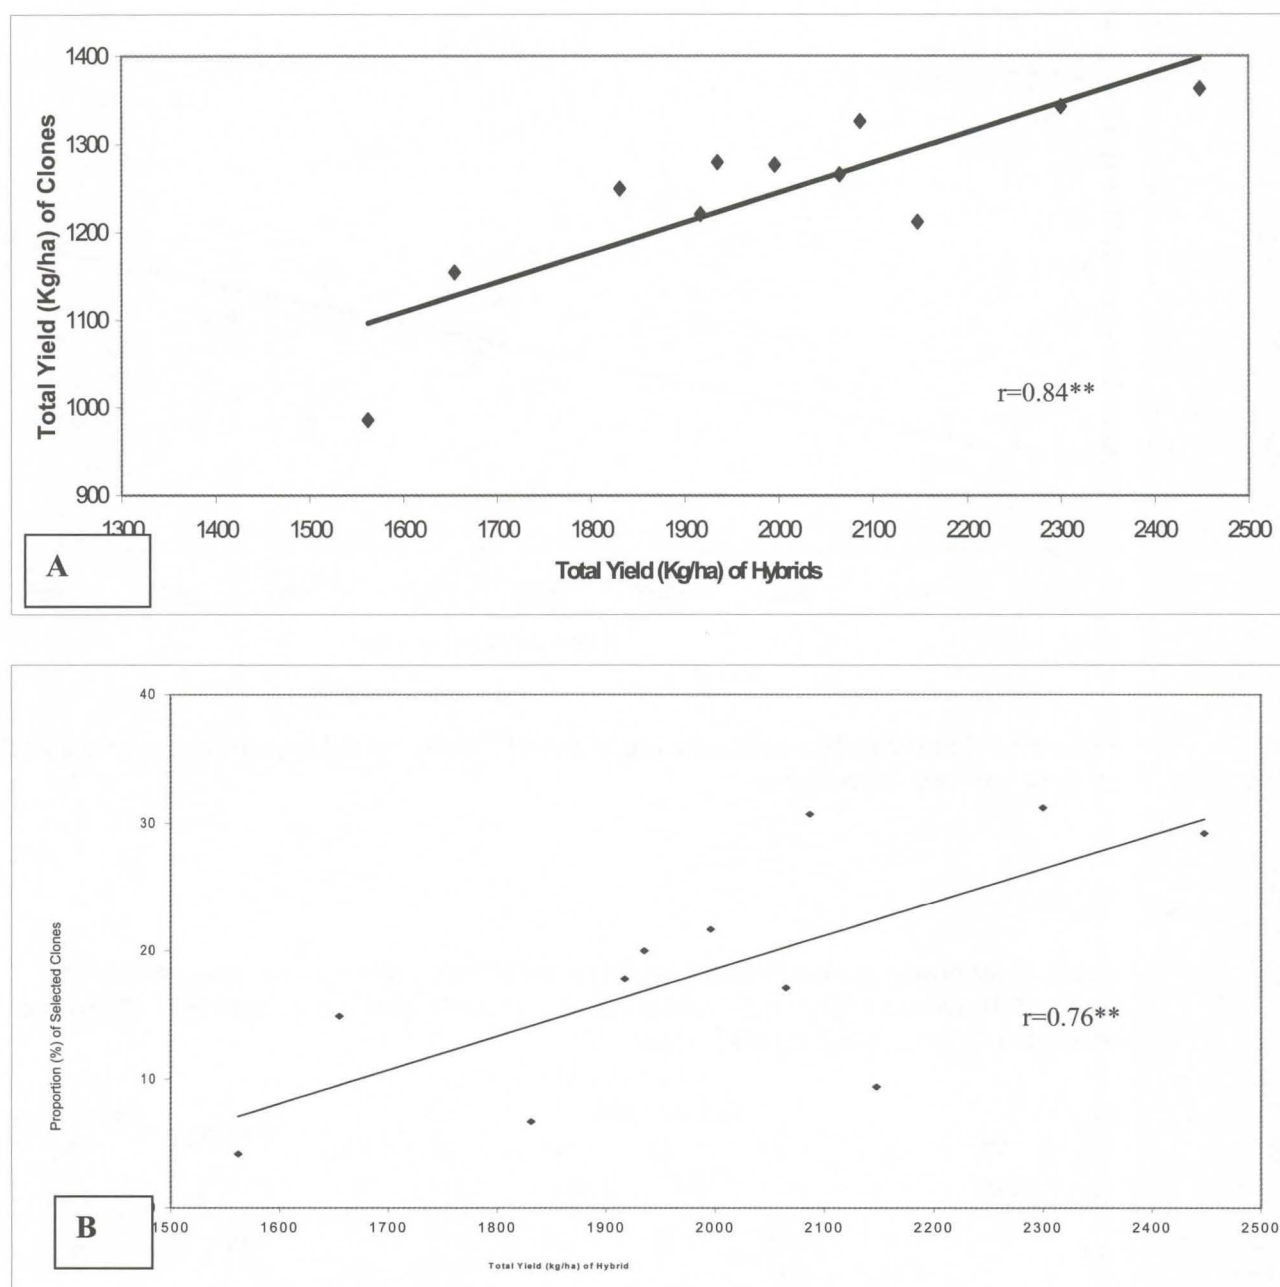 1400
1300
1200
1100
1000
900
Total Yield (Kg/ha) of Clones
r=0.84**
1300 1400 1500 1600 1700 1800 1900 2000 2100 2200 2300 2400 2500
Total Yield (Kg/ha) of Hybrids
A
40
30
20
10
0
Proportion (%) of Selected Clones
r=0.76**
1500 1600 1700 1800 1900 2000 2100 2200 2300 2400 2500
Total Yield (kg/ha) of Hybrid
B